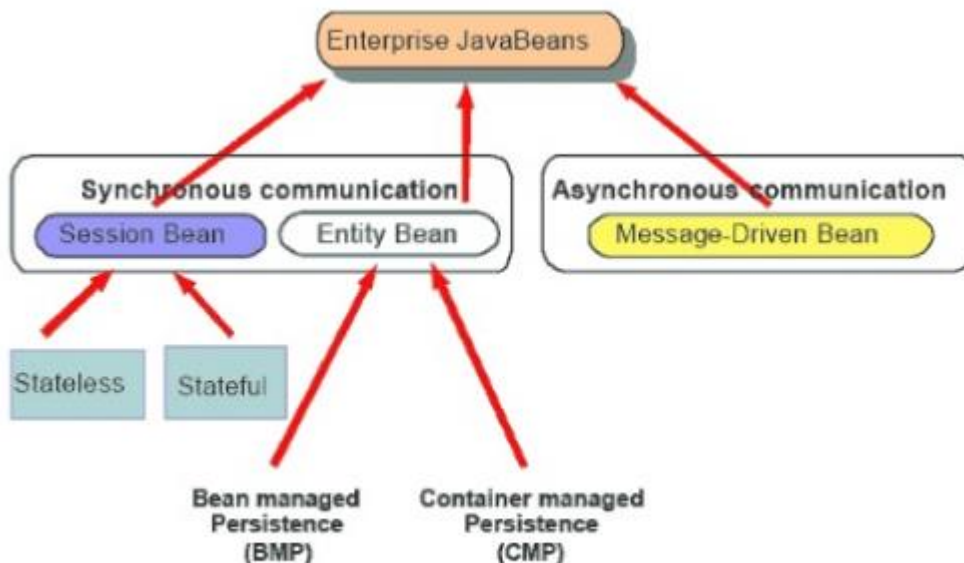 Enterprise JavaBeans
Synchronous communication
Session Bean
Entity Bean
Asynchronous communication
Message-Driven Bean
Stateless
Stateful
Bean managed
Persistence
(BMP)
Container managed
Persistence
(CMP)